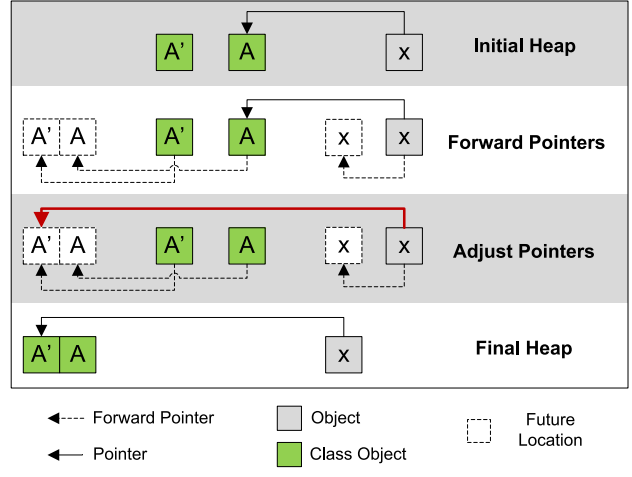 A' A x Initial Heap
A' A A' A x x Forward Pointers
A' A A' A x x Adjust Pointers
A' A x Final Heap
Forward Pointer
Object
Future
Location
Pointer
Class Object